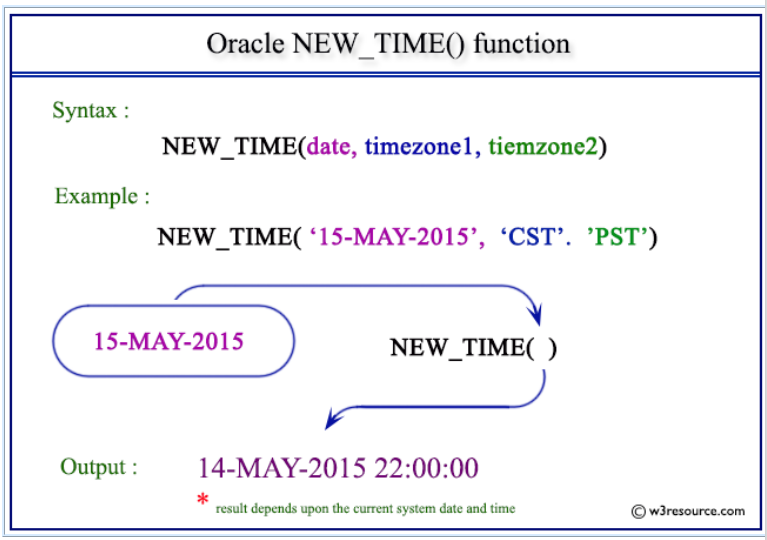 Oracle NEW_TIME() function
Syntax :
NEW_TIME(date, timezone1, tiemzone2)
Example :
NEW_TIME( ‘15-MAY-2015’, ‘CST’. ’PST’)
15-MAY-2015
NEW_TIME( )
Output : 14-MAY-2015 22:00:00
* result depends upon the current system date and time
© w3resource.com